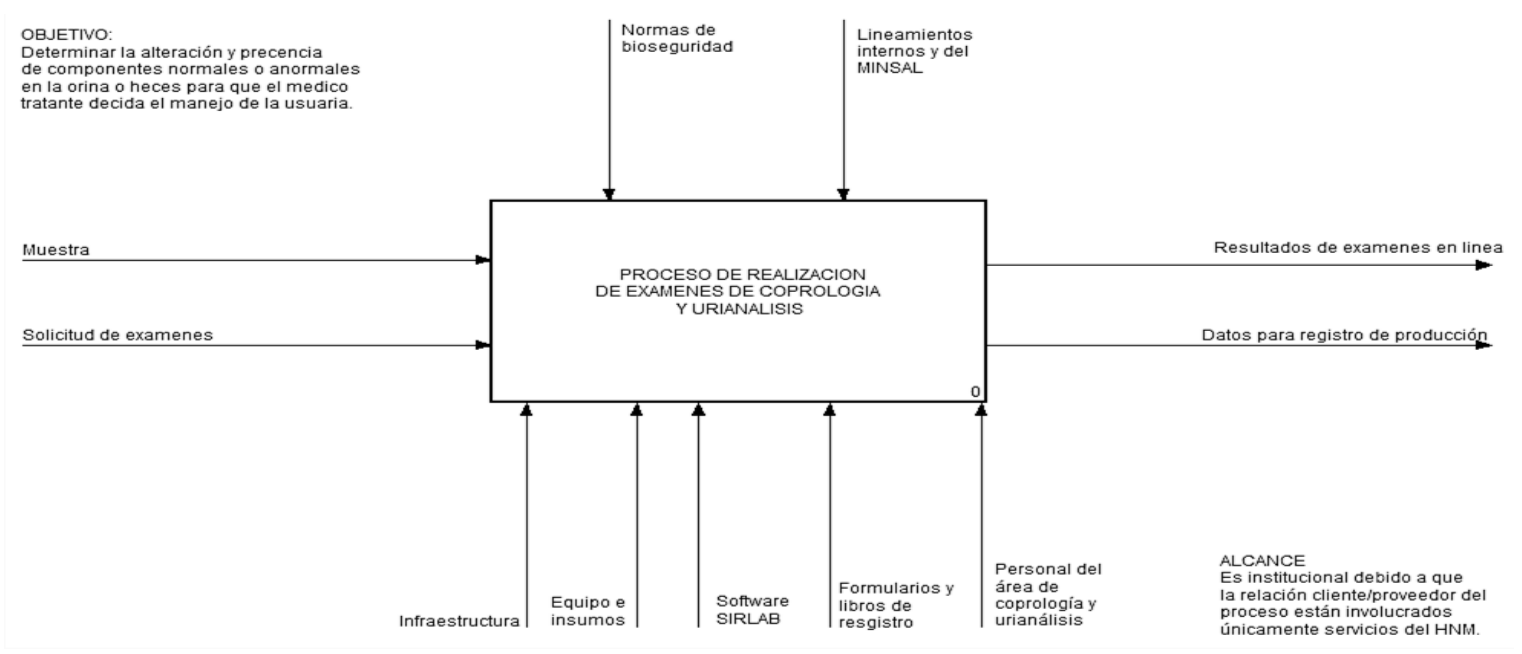 OBJETIVO:
Determinar la alteración y precencia
de componentes normales o anormales
en la orina o heces para que el medico
tratante decida el manejo de la usuaria.
Normas de
bioseguridad
Lineamientos
internos y del
MINSAL
Muestra
Solicitud de examenes
PROCESO DE REALIZACION
DE EXAMENES DE COPROLOGIA
Y URIANALISIS
0
Resultados de examenes en linea
Datos para registro de producción
Infraestructura
Equipo e
insumos
Software
SIRLAB
Formularios y
libros de
resgistro
Personal del
área de
coprología y
urianálisis
ALCANCE
Es institucional debido a que
la relación cliente/proveedor del
proceso están involucrados
únicamente servicios del HNM.